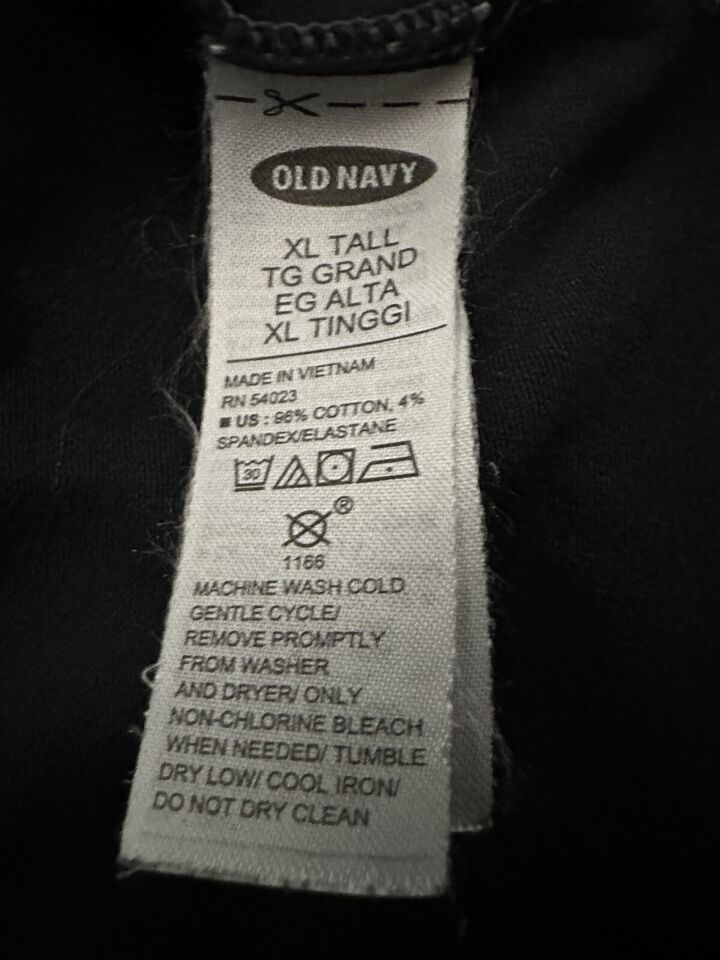 OLD NAVY
XL TALL
TG GRAND
EG ALTA
XL TINGGI
MADE IN VIETNAM
RN 54023
■ US : 96% COTTON, 4%
SPANDEX/ELASTANE
30
®
1166
MACHINE WASH COLD
GENTLE CYCLE/
REMOVE PROMPTLY
FROM WASHER
AND DRYER/ ONLY
NON-CHLORINE BLEACH
WHEN NEEDED/ TUMBLE
DRY LOW/ COOL IRON/
DO NOT DRY CLEAN